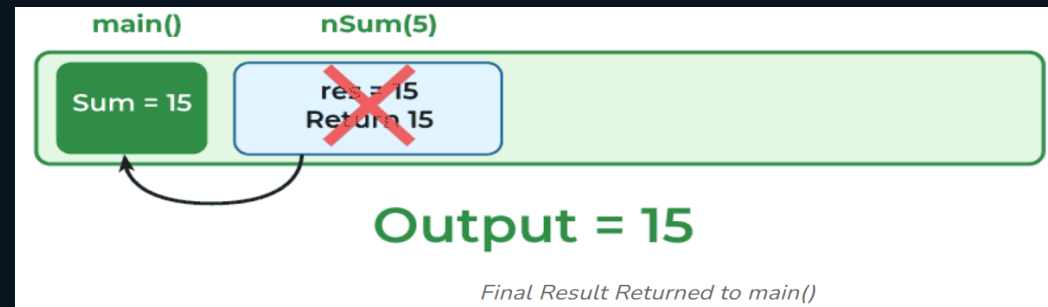 main()
nSum(5)
Sum = 15
res = 15
Return 15
Output = 15
Final Result Returned to main()